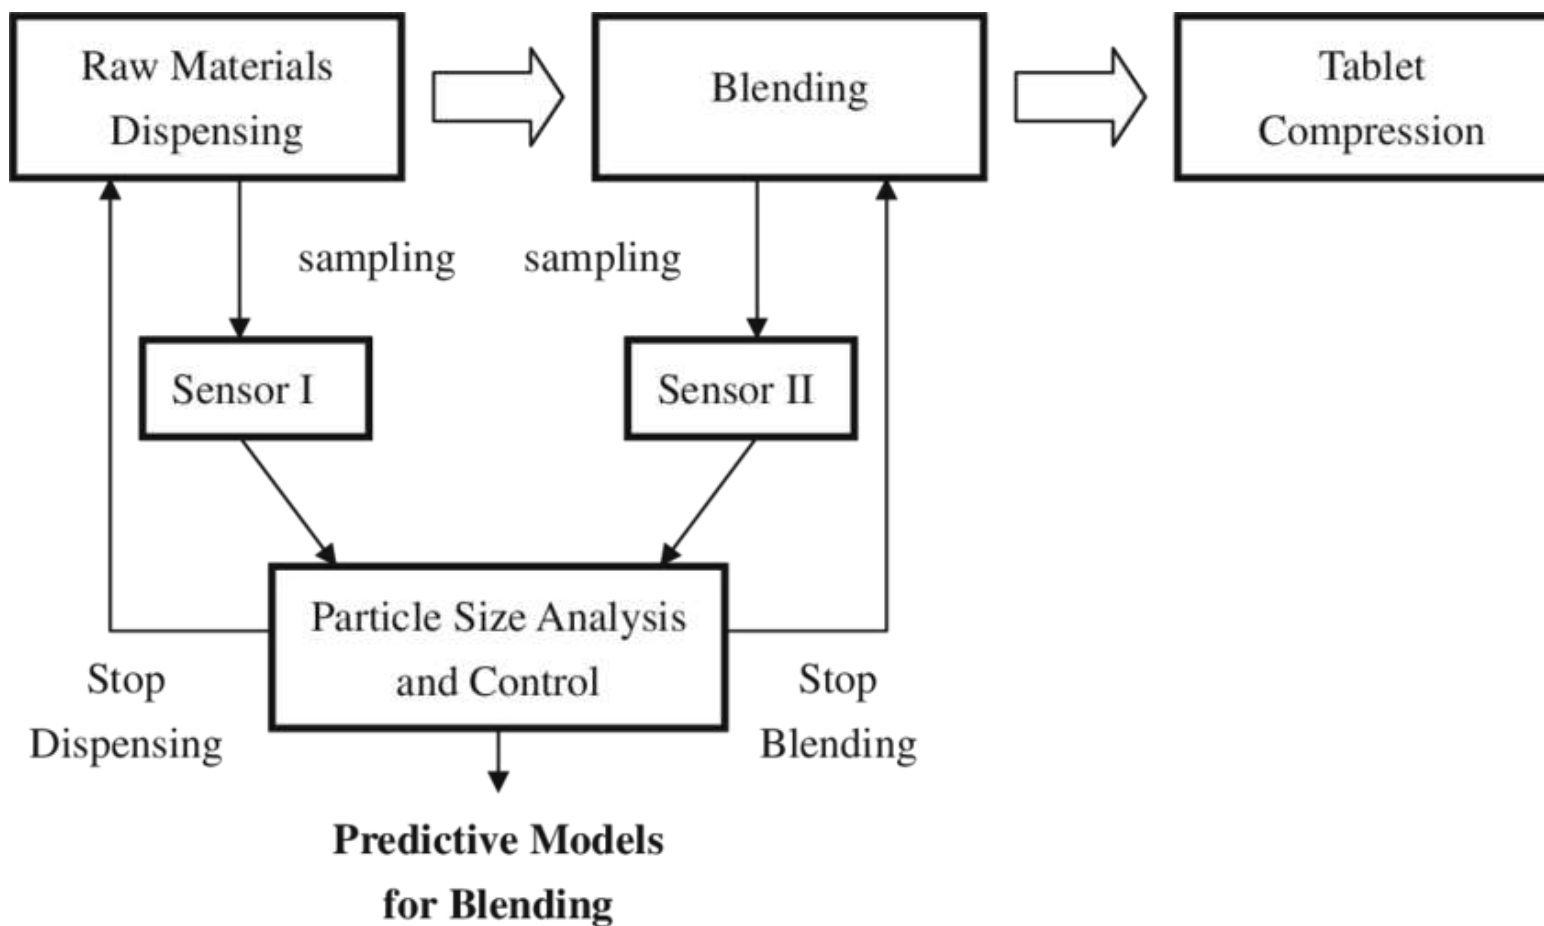 Raw Materials
Dispensing
Blending
Tablet
Compression
sampling
sampling
Sensor I
Sensor II
Particle Size Analysis
and Control
Stop
Dispensing
Stop
Blending
Predictive Models
for Blending